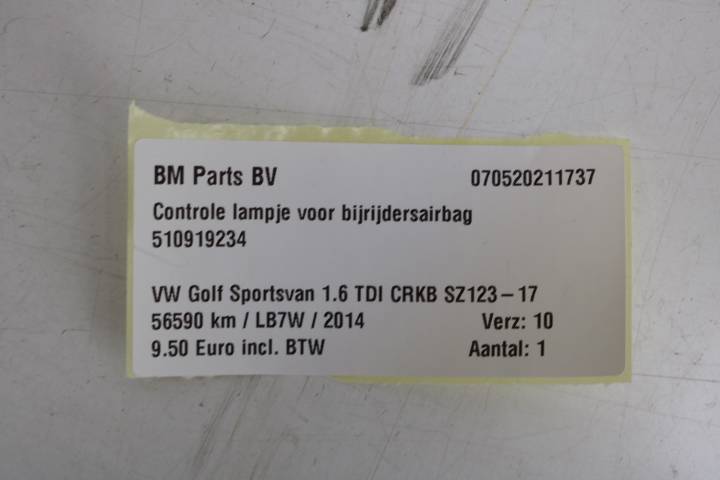 BM Parts BV 070520211737
Controle lampje voor bijrijdersairbag
510919234
VW Golf Sportsvan 1.6 TDI CRKB SZ123-17
56590 km / LB7W / 2014 Verz: 10
9.50 Euro incl. BTW Aantal: 1